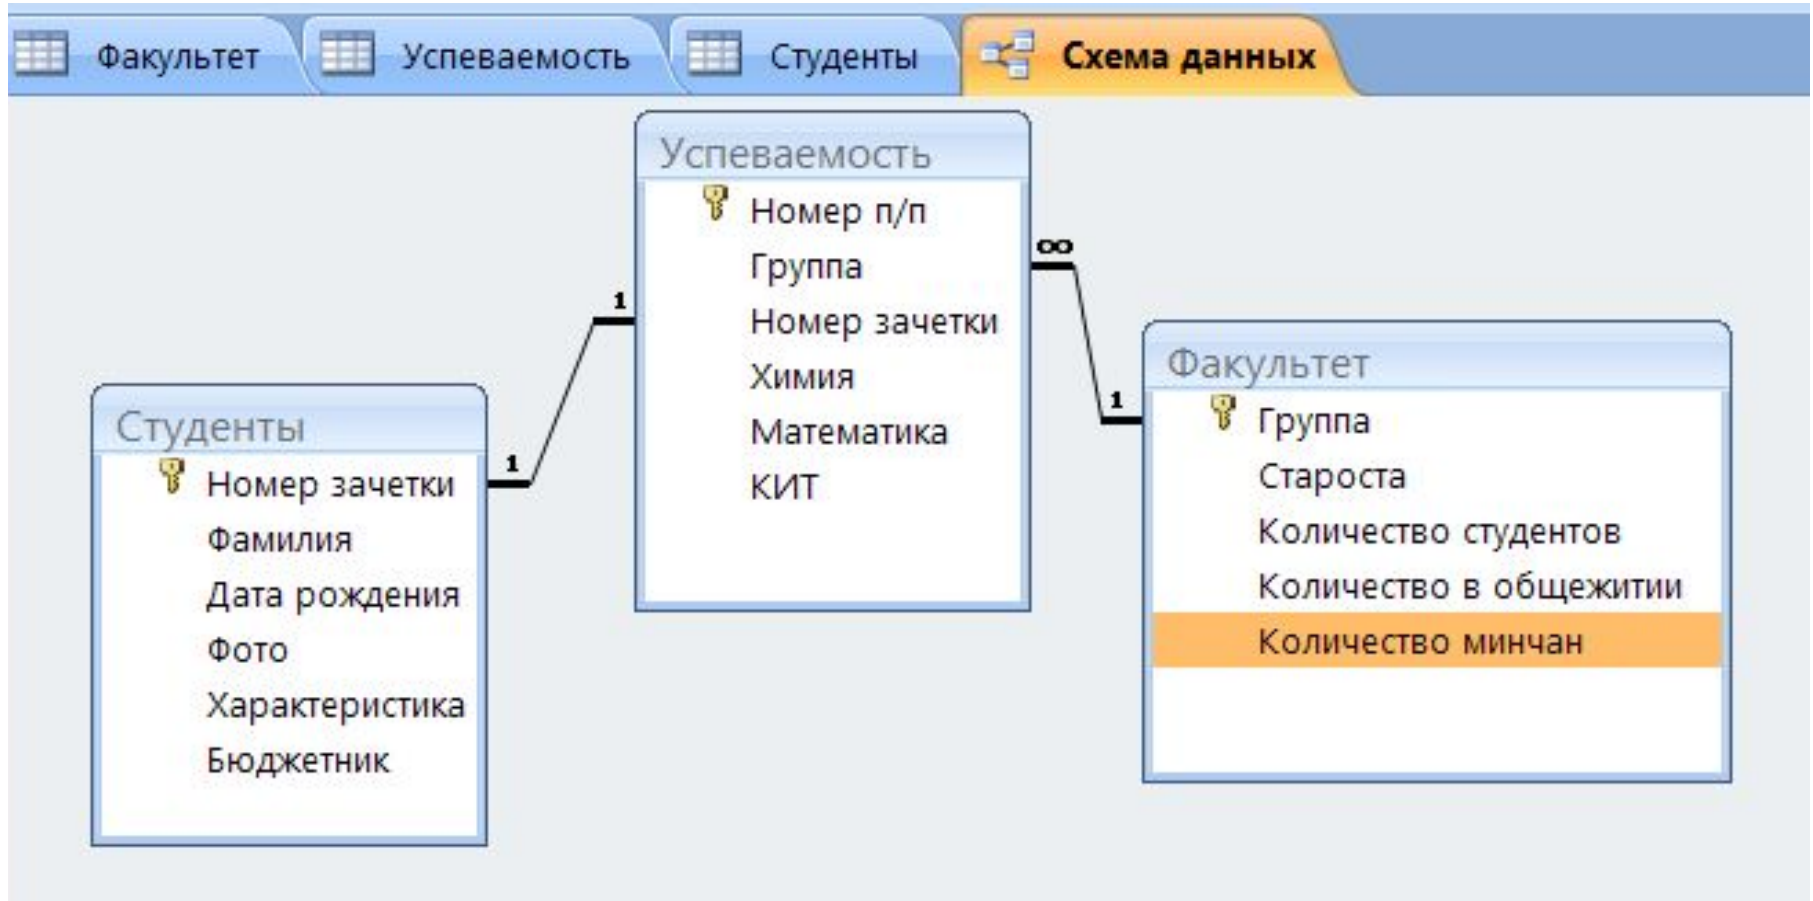 Факультет
Успеваемость
Студенты
Схема данных
Успеваемость
Номер п/п
Группа
Номер зачетки
Химия
Математика
КИТ
∞
1
1
1
Студенты
Номер зачетки
Фамилия
Дата рождения
Фото
Характеристика
Бюджетник
Факультет
Группа
Староста
Количество студентов
Количество в общежитии
Количество минчан